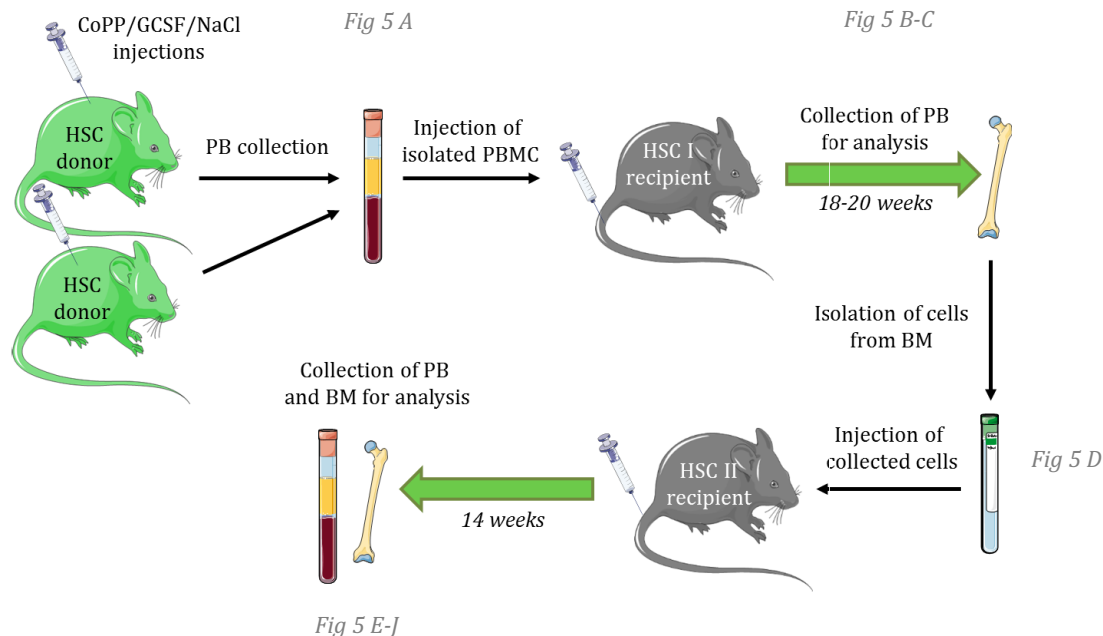 Fig 5 A
Fig 5 B-C
CoPP/GCSF/NaCl
injections
HSC
donor
PB collection
Injection of
isolated PBMC
HSC I
recipient
Collection of PB
for analysis
18-20 weeks
HSC
donor
Isolation of cells
from BM
Collection of PB
and BM for analysis
14 weeks
HSC II
recipient
Injection of
collected cells
Fig 5 D
Fig 5 E-J